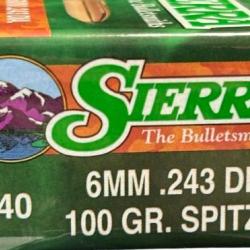 SIERR
The Bulletsm
6MM .243 DI
40
100 GR. SPITZ